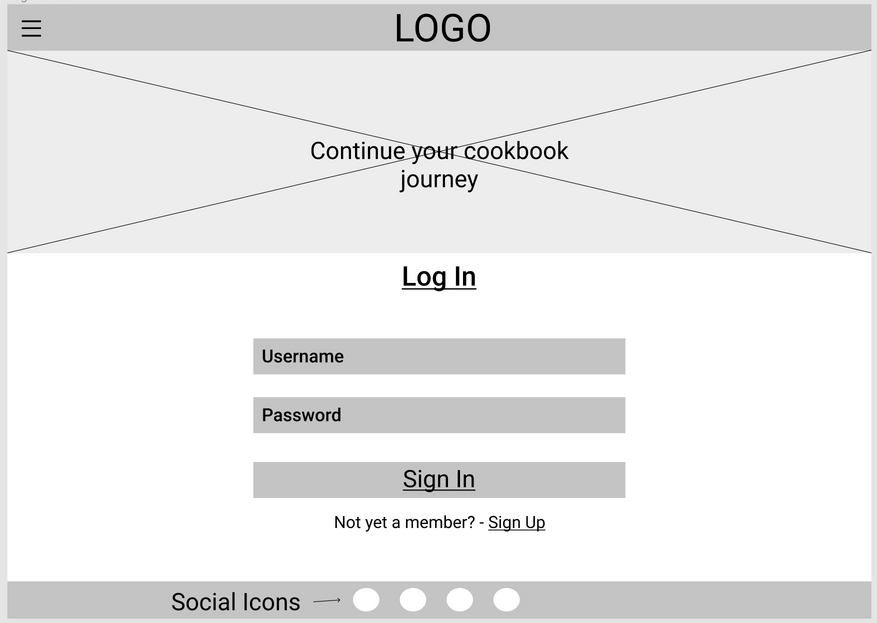 LOGO
Continue your cookbook
journey
Log In
Username
Password
Sign In
Not yet a member? - Sign Up
Social Icons